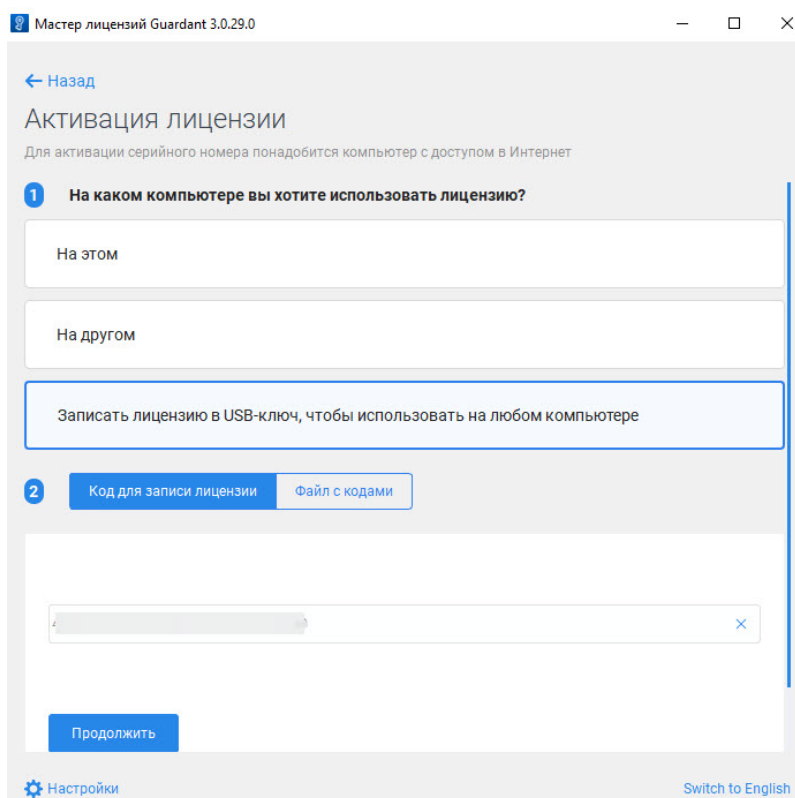 Мастер лицензий Guardant 3.0.29.0
Назад
Активация лицензии
Для активации серийного номера понадобится компьютер с доступом в Интернет
1 На каком компьютере вы хотите использовать лицензию?
На этом
На другом
Записать лицензию в USB-ключ, чтобы использовать на любом компьютере
2 Код для записи лицензии Файл с кодами
Продолжить
Настройки Switch to English